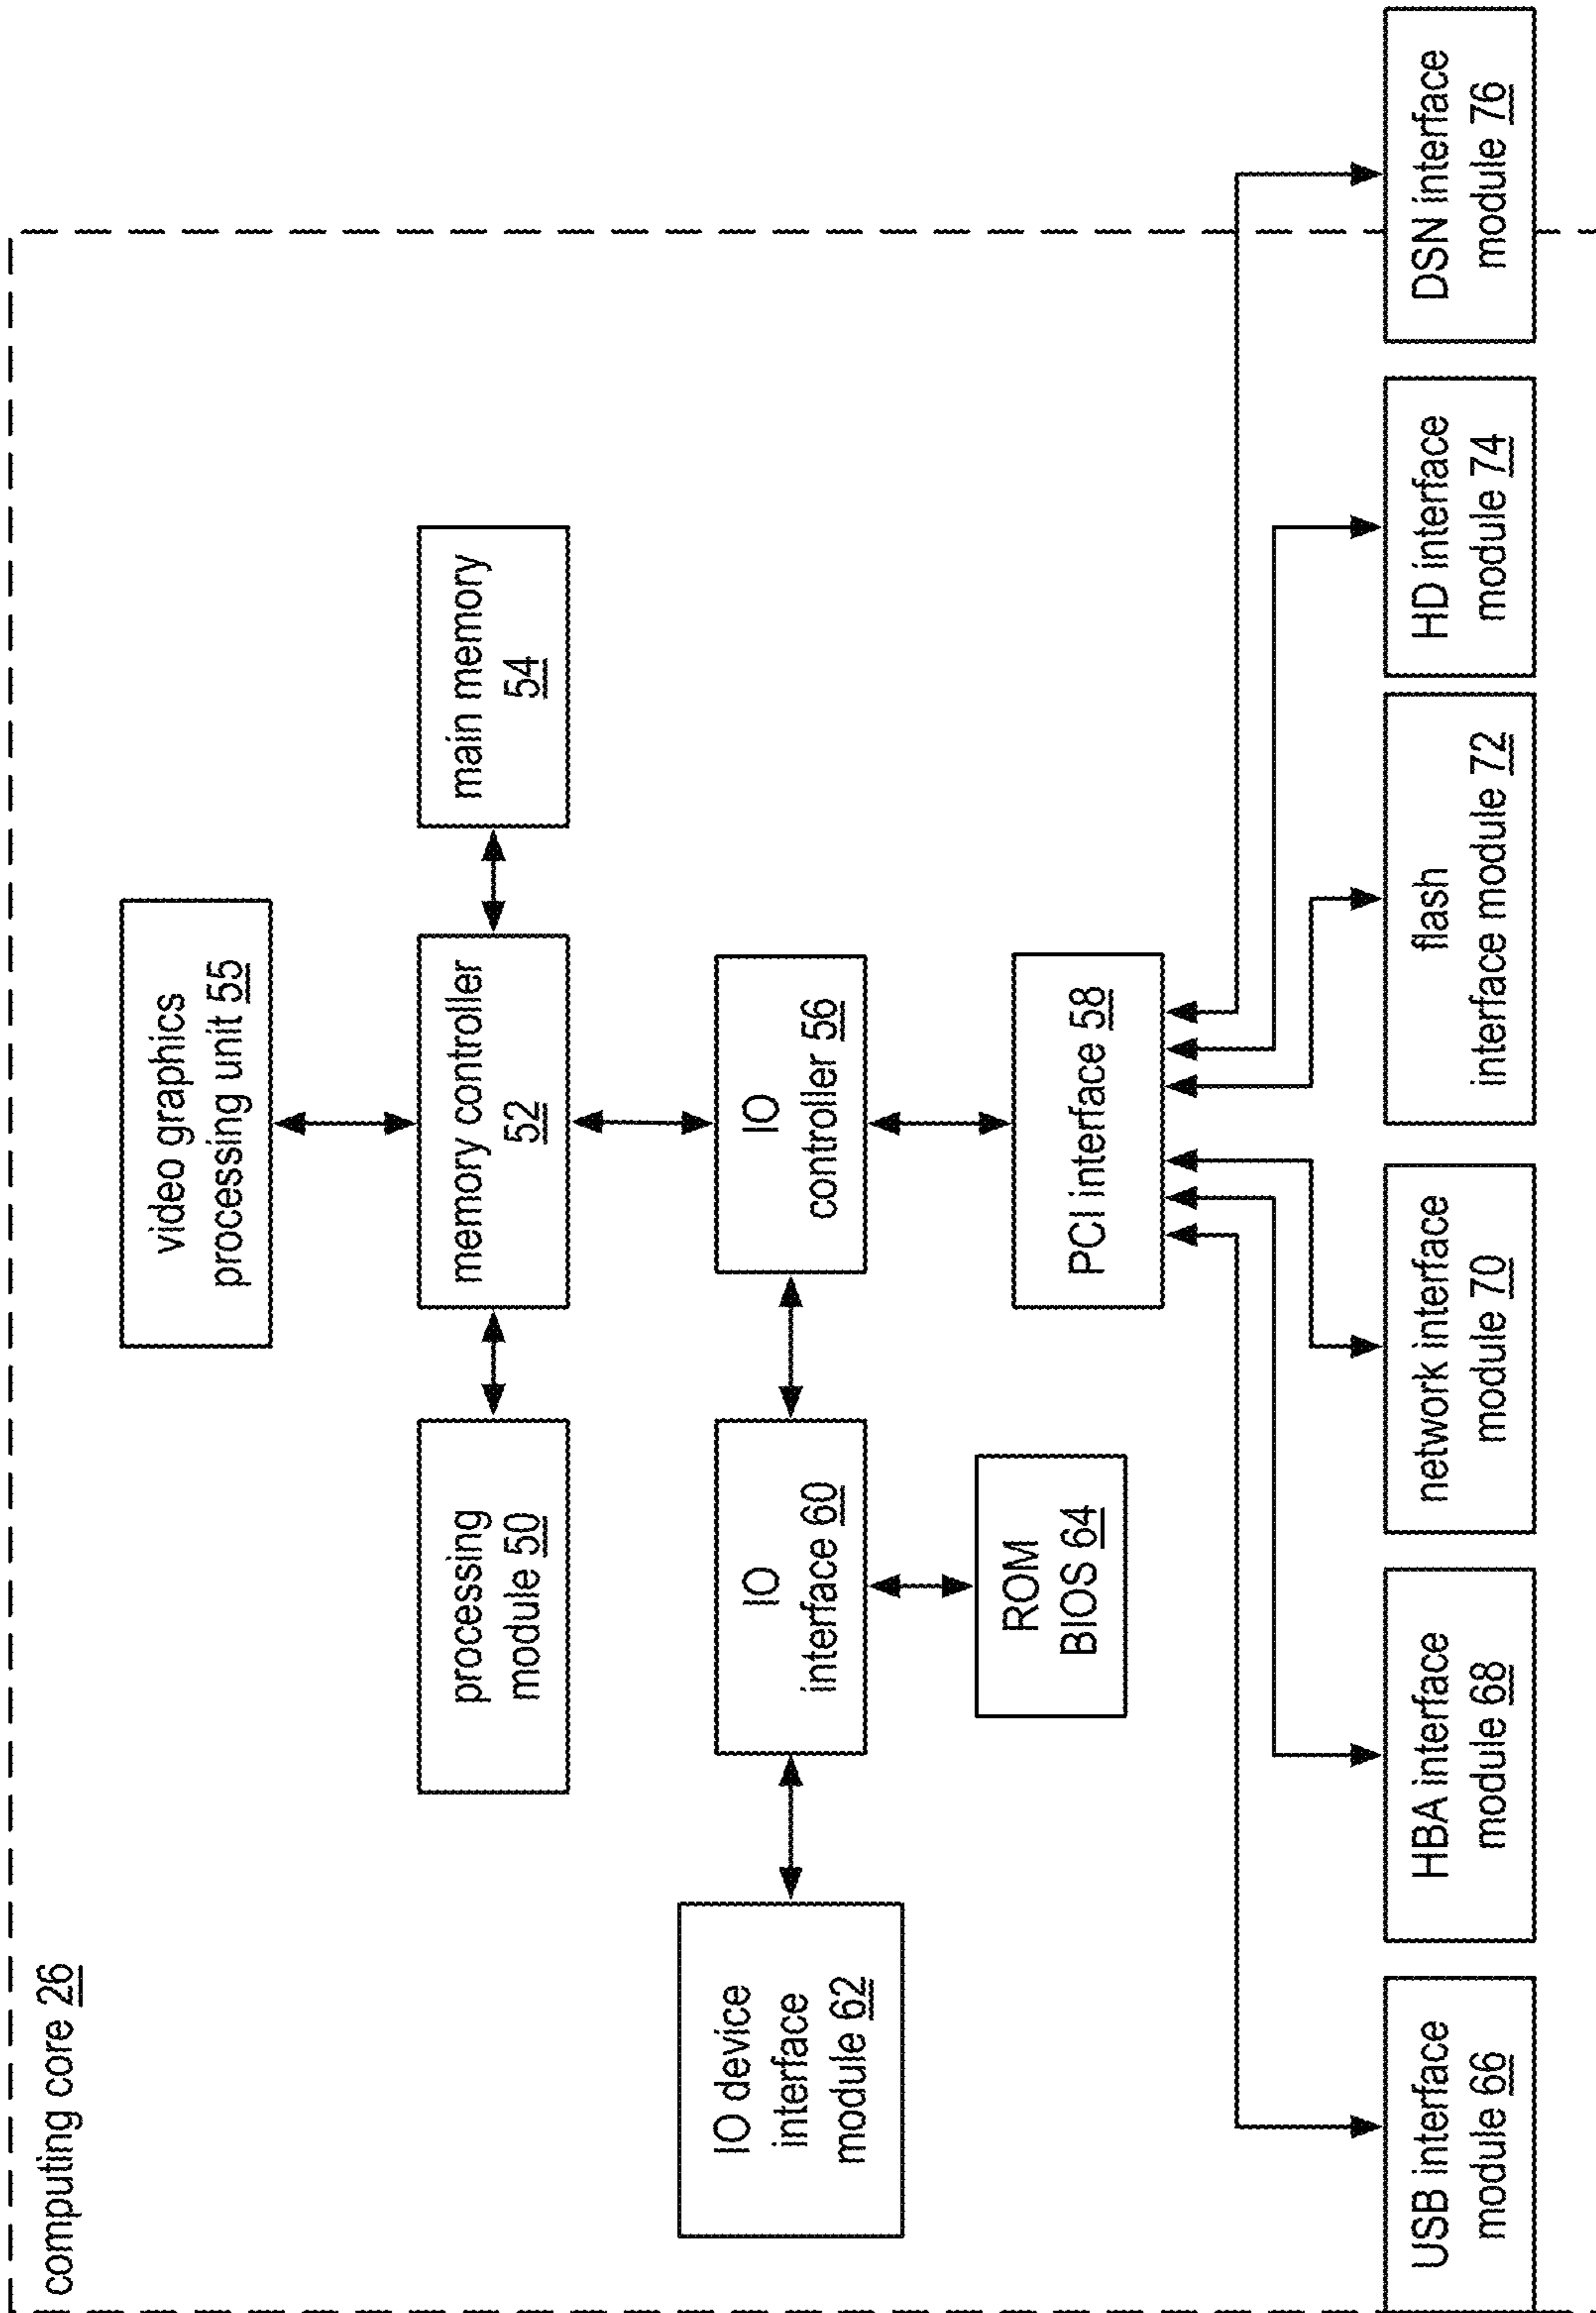 computing core 26
video graphics
processing unit 55
processing
module 50
memory controller
52
main memory
54
IO device
interface
module 62
IO
interface 60
IO
controller 56
ROM
BIOS 64
PCI interface 58
USB interface
module 66
HBA interface
module 68
network interface
module 70
flash
interface module 72
HD interface
module 74
DSN interface
module 76